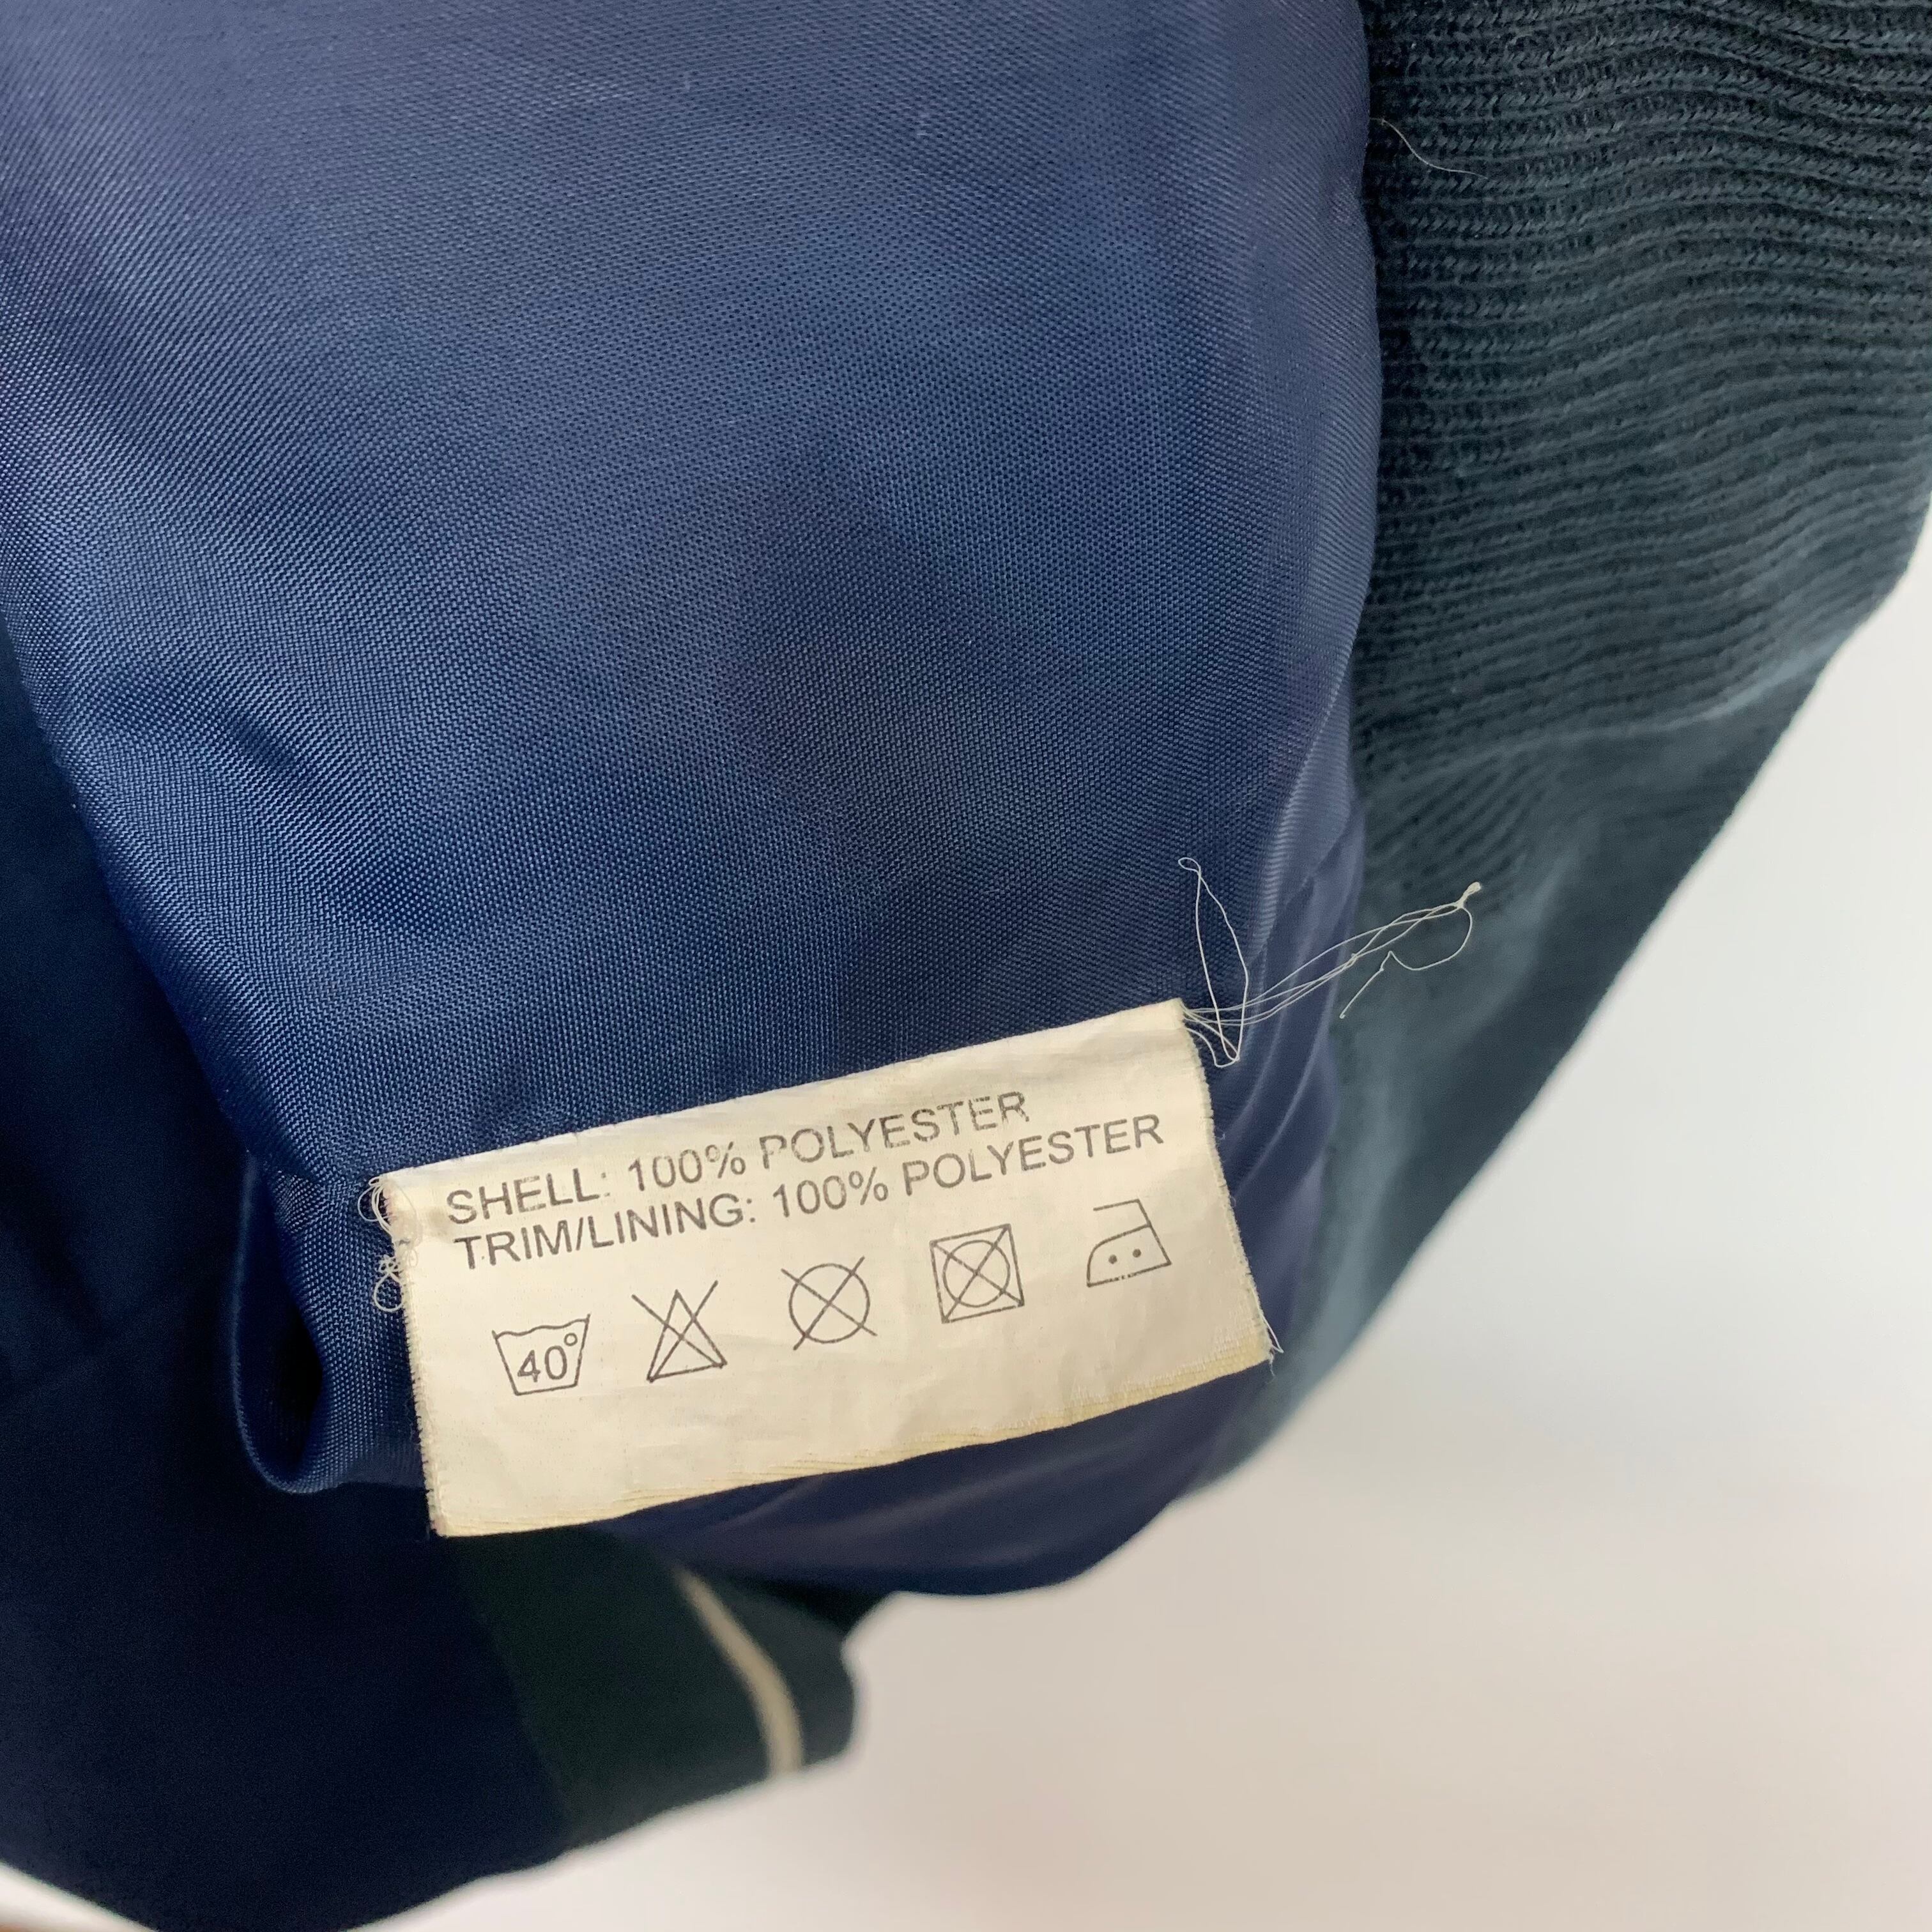 SHELL: 100% POLYESTER
TRIM/LINING: 100% POLYESTER
40°